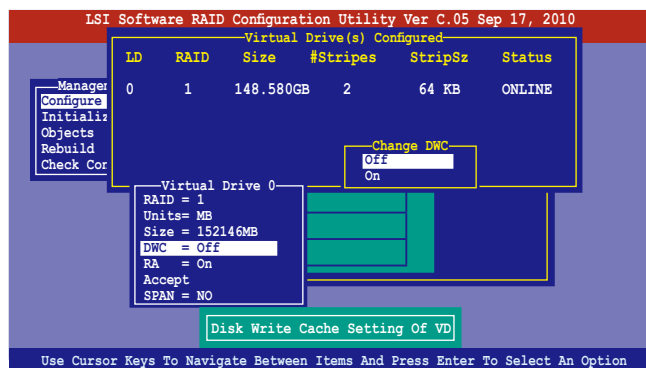 LSI Software RAID Configuration Utility Ver C.05 Sep 17, 2010
Virtual Drive(s) Configured
LD RAID Size #Stripes StripSz Status
0 1 148.580GB 2 64 KB ONLINE
Manager
Configure
Initializ
Objects
Rebuild
Check Con
Change DWC
Off
On
Virtual Drive 0
RAID = 1
Units= MB
Size = 152146MB
DWC = Off
RA = On
Accept
SPAN = NO
Disk Write Cache Setting Of VD
Use Cursor Keys To Navigate Between Items And Press Enter To Select An Option